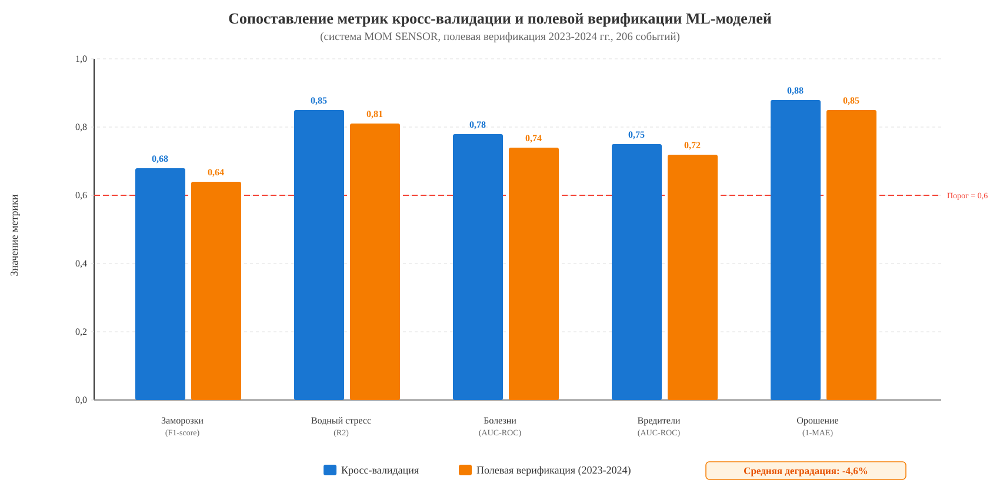 Сопоставление метрик кросс-валидации и полевой верификации ML-моделей
(система MOM SENSOR, полевая верификация 2023-2024 гг., 206 событий)
Значение метрики
1,0
0,8
0,6
0,4
0,2
0,0
0,68
0,64
0,85
0,81
0,78
0,74
0,75
0,72
0,88
0,85
Порог = 0,6
Заморозки
(F1-score)
Водный стресс
(R2)
Болезни
(AUC-ROC)
Вредители
(AUC-ROC)
Орошение
(1-MAE)
Кросс-валидация
Полевая верификация (2023-2024)
Средняя деградация: -4,6%